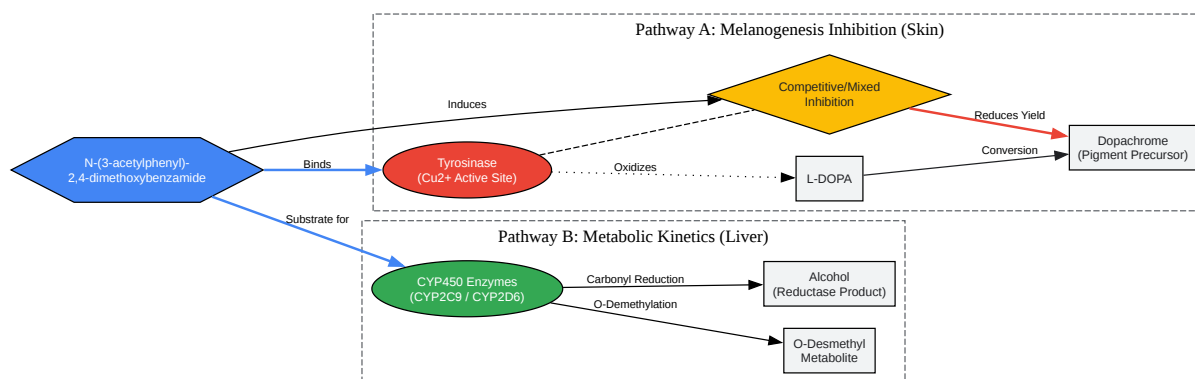 Pathway A: Melanogenesis Inhibition (Skin)
Competitive/Mixed
Inhibition
Induces
Reduces Yield
Dopachrome
(Pigment Precursor)
N-(3-acetylphenyl)-
2,4-dimethoxybenzamide
Binds
Tyrosinase
(Cu2+ Active Site)
Oxidizes
L-DOPA
Conversion
Substrate for
Pathway B: Metabolic Kinetics (Liver)
CYP450 Enzymes
(CYP2C9 / CYP2D6)
Carbonyl Reduction
Alcohol
(Reductase Product)
O-Demethylation
O-Desmethyl
Metabolite